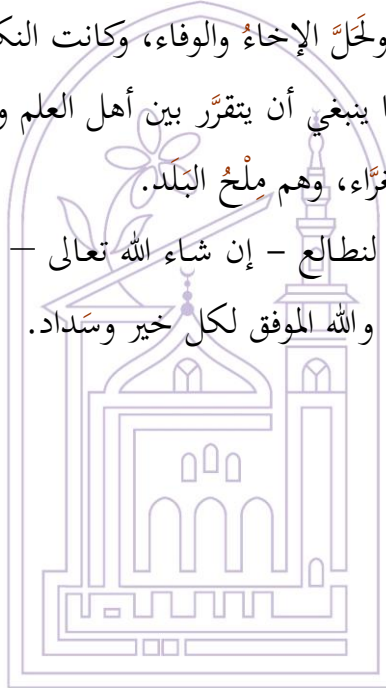 ولَحَلَّ الإخاءُ والوفاء، وكانت
ينبغي أن يتقرَّر بين أهل العلم
وهم مِلْحُ البَلَد.
لنطالع – إن شاء الله تعالى –
والله الموفق لكل خير وسَداد.